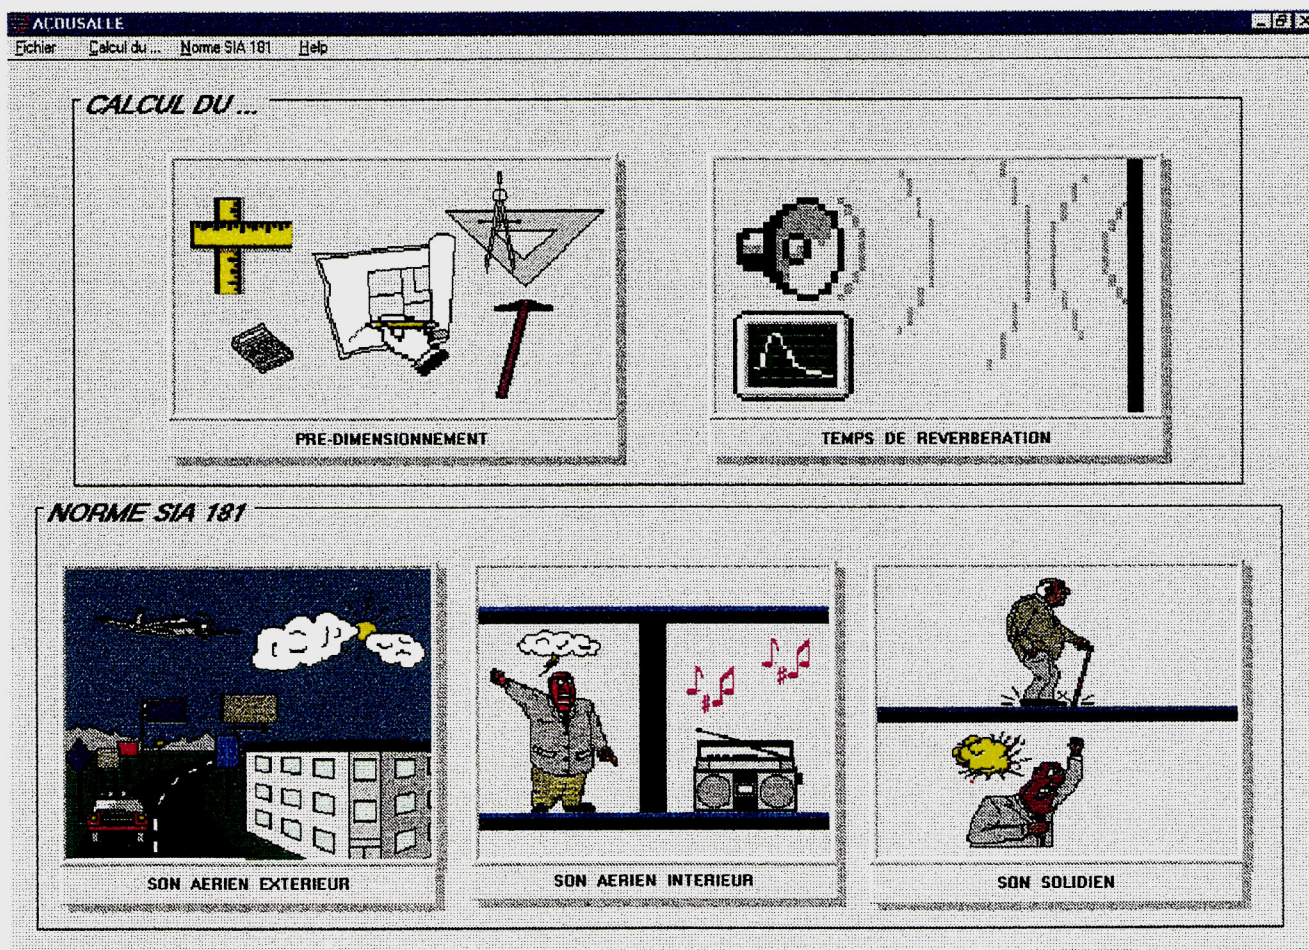 ACOUSALLE
Fichier Calcul du ... Norme SIA 181 Help
CALCUL DU ...
PRE-DIMENSIONNEMENT TEMPS DE REVERBERATION
NORME SIA 181
SON AERIEN EXTERIEUR SON AERIEN INTERIEUR SON SOLIDIEN